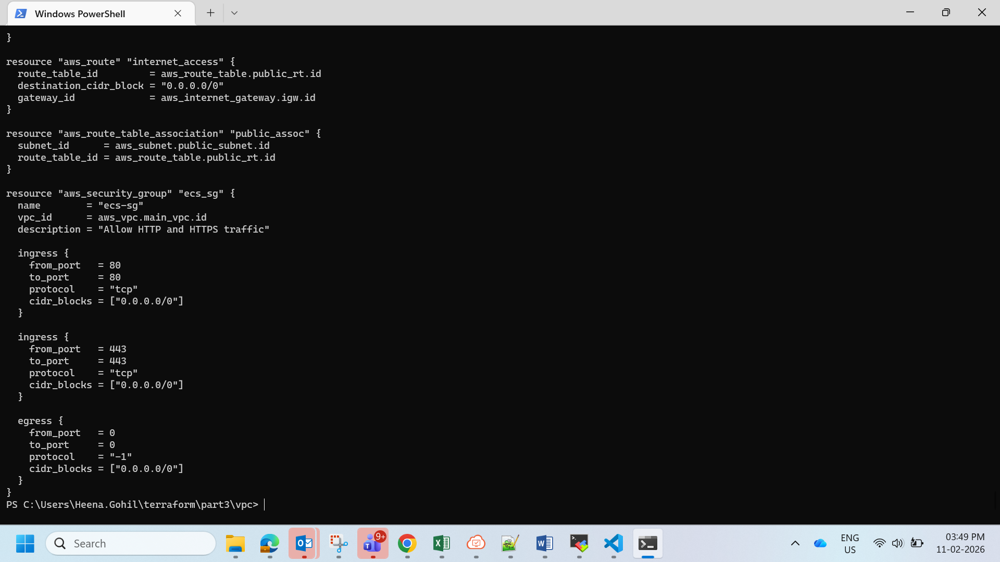 Windows PowerShell
}
resource "aws_route" "internet_access" {
  route_table_id         = aws_route_table.public_rt.id
  destination_cidr_block = "0.0.0.0/0"
  gateway_id             = aws_internet_gateway.igw.id
}
resource "aws_route_table_association" "public_assoc" {
  subnet_id      = aws_subnet.public_subnet.id
  route_table_id = aws_route_table.public_rt.id
}
resource "aws_security_group" "ecs_sg" {
  name        = "ecs-sg"
  vpc_id      = aws_vpc.main_vpc.id
  description = "Allow HTTP and HTTPS traffic"
  ingress {
    from_port   = 80
    to_port     = 80
    protocol    = "tcp"
    cidr_blocks = ["0.0.0.0/0"]
  }
  ingress {
    from_port   = 443
    to_port     = 443
    protocol    = "tcp"
    cidr_blocks = ["0.0.0.0/0"]
  }
  egress {
    from_port   = 0
    to_port     = 0
    protocol    = "-1"
    cidr_blocks = ["0.0.0.0/0"]
  }
}
PS C:\Users\Heena.Gohil\terraform\part3\vpc>
Search
9+
ENG
US
03:49 PM
11-02-2026